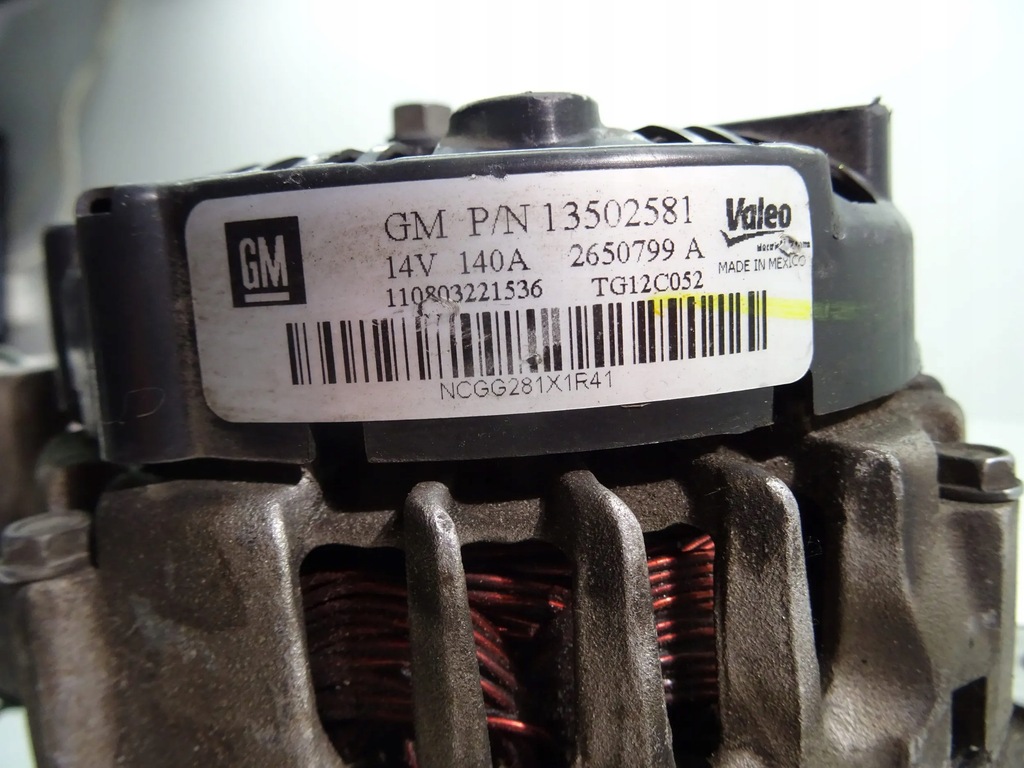 GM
GM P/N 13502581
14V 140A 2650799 A
110803221536 TG12C052
NCGG281X1R41
Valeo
MADE IN MEXICO